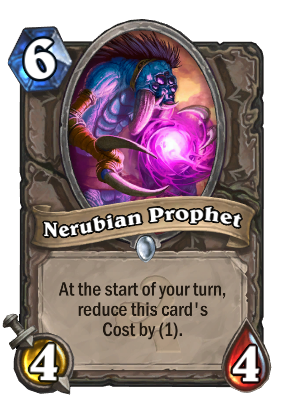 6
Nerubian Prophet
At the start of your turn,
reduce this card's
Cost by (1).
4
4